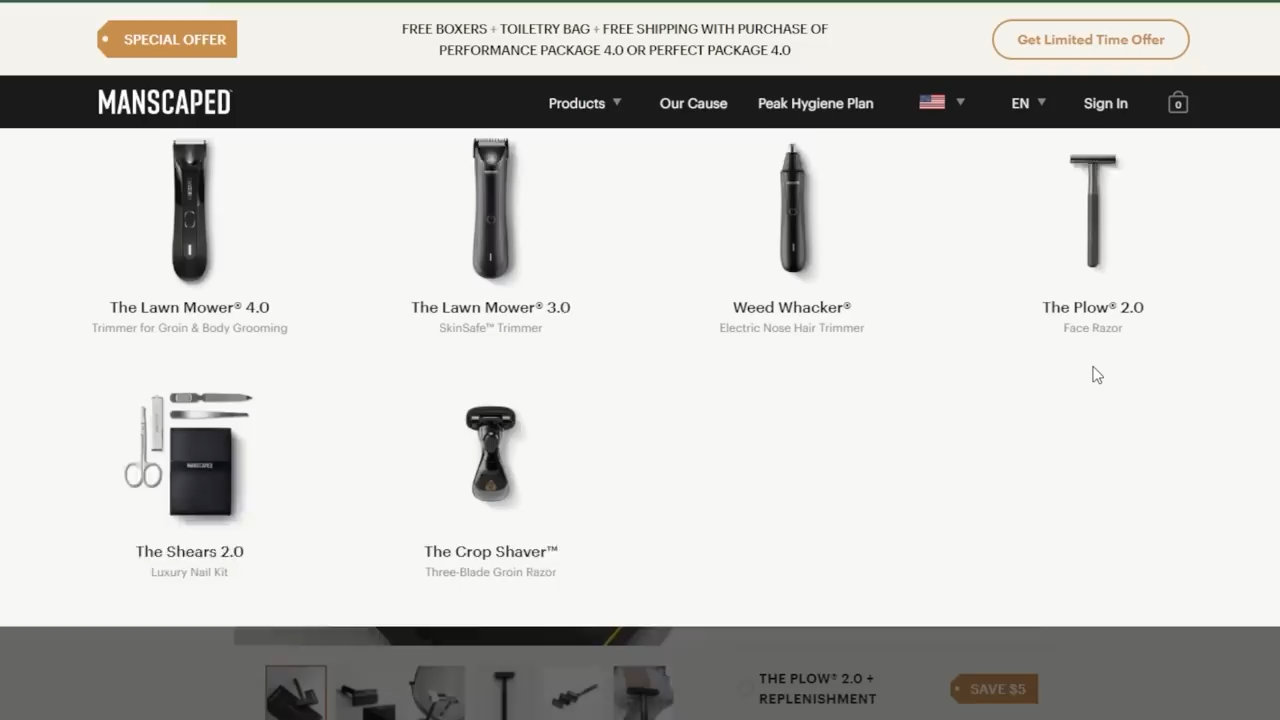 SPECIAL OFFER
FREE BOXERS + TOILETRY BAG + FREE SHIPPING WITH PURCHASE OF
PERFORMANCE PACKAGE 4.0 OR PERFECT PACKAGE 4.0
Get Limited Time Offer
MANSCAPED
Products
Our Cause
Peak Hygiene Plan
EN
Sign In
0
The Lawn Mower® 4.0
Trimmer for Groin & Body Grooming
The Lawn Mower® 3.0
SkinSafe™ Trimmer
Weed Whacker®
Electric Nose Hair Trimmer
The Plow® 2.0
Face Razor
MANSCAPED
The Shears 2.0
Luxury Nail Kit
The Crop Shaver™
Three-Blade Groin Razor
THE PLOW® 2.0 +
REPLENISHMENT
SAVE $5